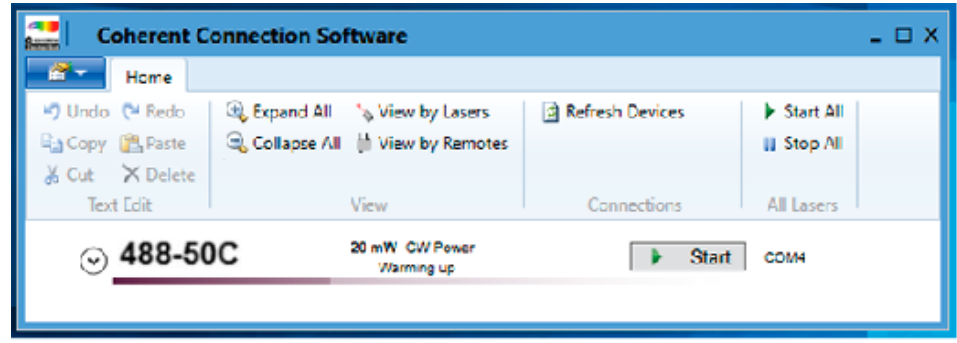 Coherent Connection Software
Home
Undo Redo Expand All View by Lasers Refresh Devices Start All
Copy Paste Collapse All View by Remotes Stop All
Cut Delete
Text Edit View Connections All Lasers
488-50C 20 mW CW Power Start COM4
Warming up